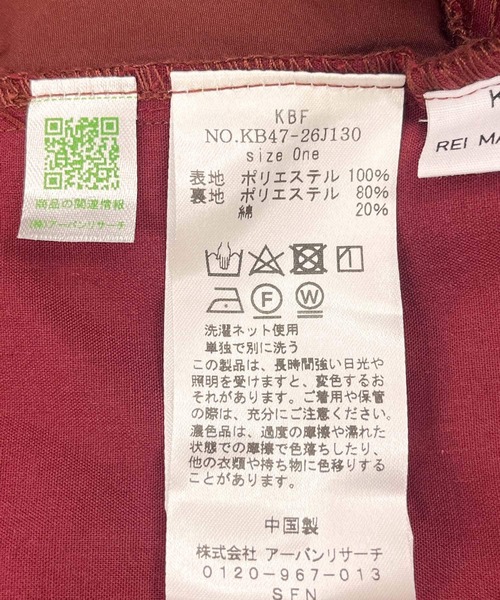 商品の関連情報
(株)アーバンリサーチ
KBF
NO.KB47-26J130
size One
表地 ポリエステル 100%
裏地 ポリエステル 80%
綿 20%
F
W
洗濯ネット使用
単独で別に洗う
この製品は、長時間強い日光や
照明を受けますと、変色するお
それがあります。ご着用や保管
の際は、充分にご注意ください。
濃色品は、過度の摩擦や濡れた
状態での摩擦で色落ちしたり、
他の衣類や持ち物に色移りする
ことがあります。
中国製
株式会社 アーバンリサーチ
0120-967-013
SFN
K
REI MA